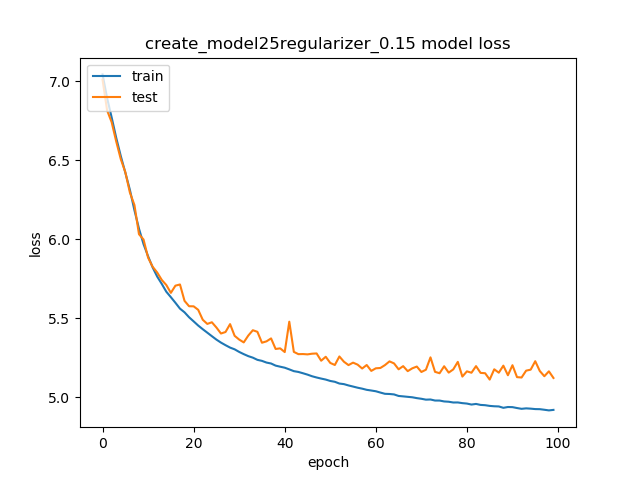 create_model25regularizer_0.15 model loss
train
test
7.0
6.5
6.0
5.5
5.0
loss
0 20 40 60 80 100
epoch